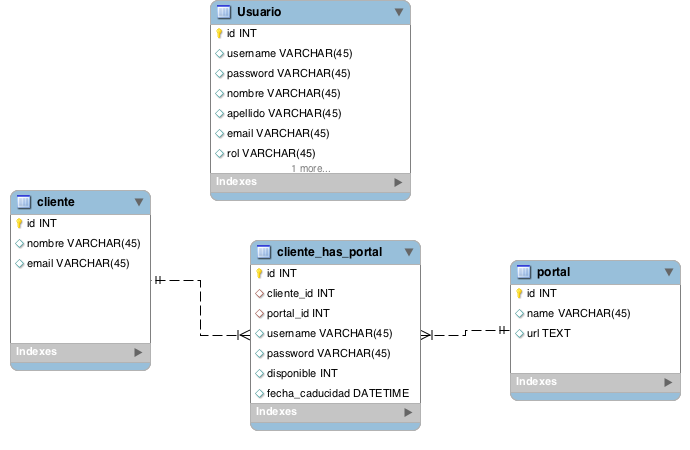 Usuario
id INT
username VARCHAR(45)
password VARCHAR(45)
nombre VARCHAR(45)
apellido VARCHAR(45)
email VARCHAR(45)
rol VARCHAR(45)
1 more...
Indexes
cliente
id INT
nombre VARCHAR(45)
email VARCHAR(45)
Indexes
cliente_has_portal
id INT
cliente_id INT
portal_id INT
username VARCHAR(45)
password VARCHAR(45)
disponible INT
fecha_caducidad DATETIME
Indexes
portal
id INT
name VARCHAR(45)
url TEXT
Indexes